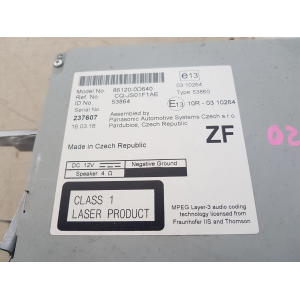 Model No. 86120-0D640
Ref. No. CQ-JS01F1AE
ID No. 53864
Serial No.
237607
16.03.16
Assembled by
Panasonic Automotive Systems Czech s.r.o.
Pardubice, Czech Republic
e13
03 10264
Type 53860
E13 10R - 03 10264
ZF
Made in Czech Republic
DC 12V
Negative Ground
Speaker 4 Ω
CLASS 1
LASER PRODUCT
MPEG Layer-3 audio coding
technology licensed from
Fraunhofer IIS and Thomson